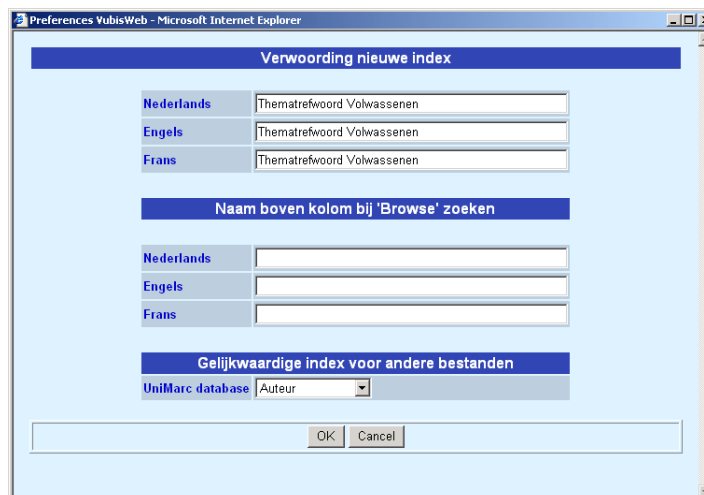 Preferences VubisWeb - Microsoft Internet Explorer
Verwoording nieuwe index
Nederlands Thematrefwoord Volwassenen
Engels Thematrefwoord Volwassenen
Frans Thematrefwoord Volwassenen
Naam boven kolom bij 'Browse' zoeken
Nederlands
Engels
Frans
Gelijkwaardige index voor andere bestanden
UniMarc database Auteur
OK Cancel